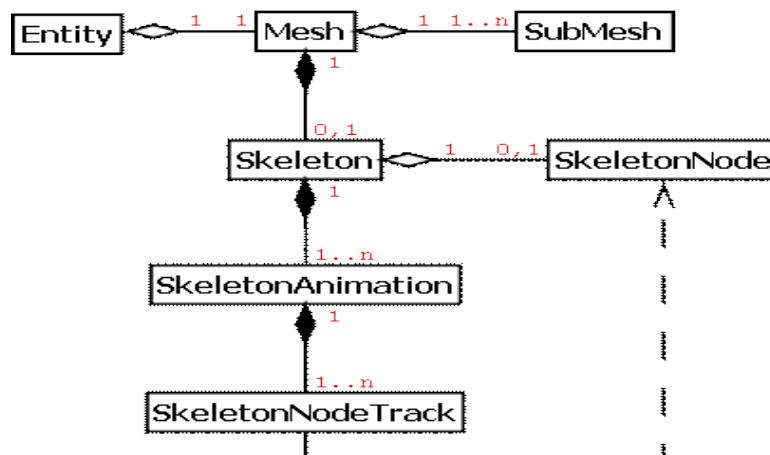 Entity 1 1 Mesh 1 1..n SubMesh
1
0,1
Skeleton 1 0,1 SkeletonNode
1
1..n
SkeletonAnimation
1
1..n
SkeletonNodeTrack